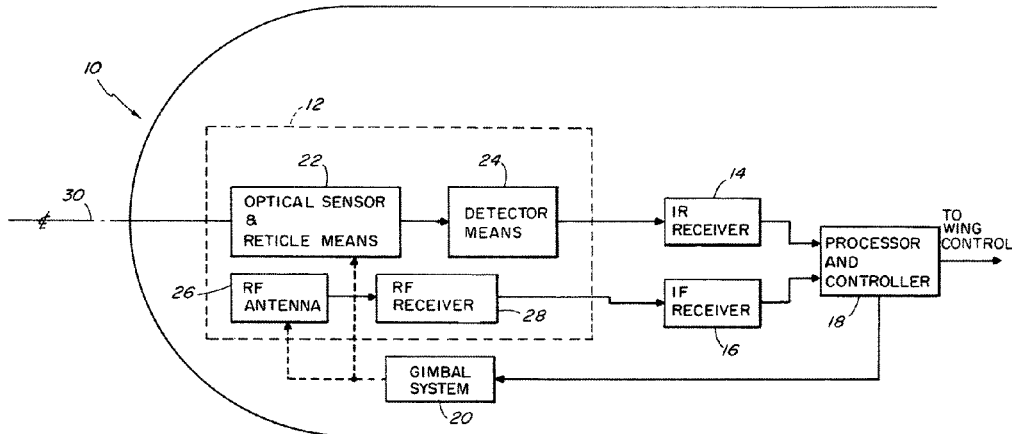 10
12
22
24
14
30
OPTICAL SENSOR
&
RETICLE MEANS
DETECTOR
MEANS
IR
RECEIVER
PROCESSOR
AND
CONTROLLER
18
TO
WING
CONTROL
26
RF
ANTENNA
RF
RECEIVER
28
IF
RECEIVER
16
GIMBAL
SYSTEM
20